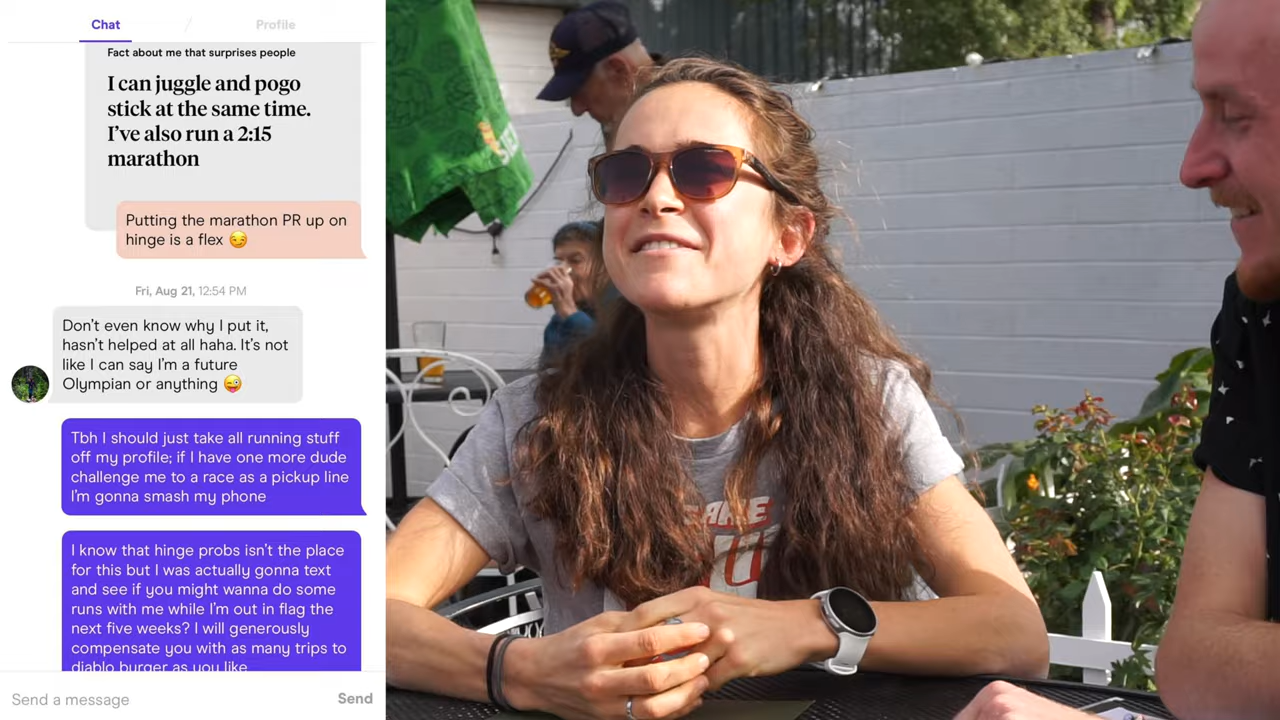 Chat
Profile
Fact about me that surprises people
I can juggle and pogo
stick at the same time.
I've also run a 2:15
marathon
Putting the marathon PR up on
hinge is a flex 😏
Fri, Aug 21, 12:54 PM
Don't even know why I put it,
hasn't helped at all haha. It's not
like I can say I'm a future
Olympian or anything 😜
Tbh I should just take all running stuff
off my profile; if I have one more dude
challenge me to a race as a pickup line
I'm gonna smash my phone
I know that hinge probs isn't the place
for this but I was actually gonna text
and see if you might wanna do some
runs with me while I'm out in flag the
next five weeks? I will generously
compensate you with as many trips to
diablo burger as you like
Send a message
Send